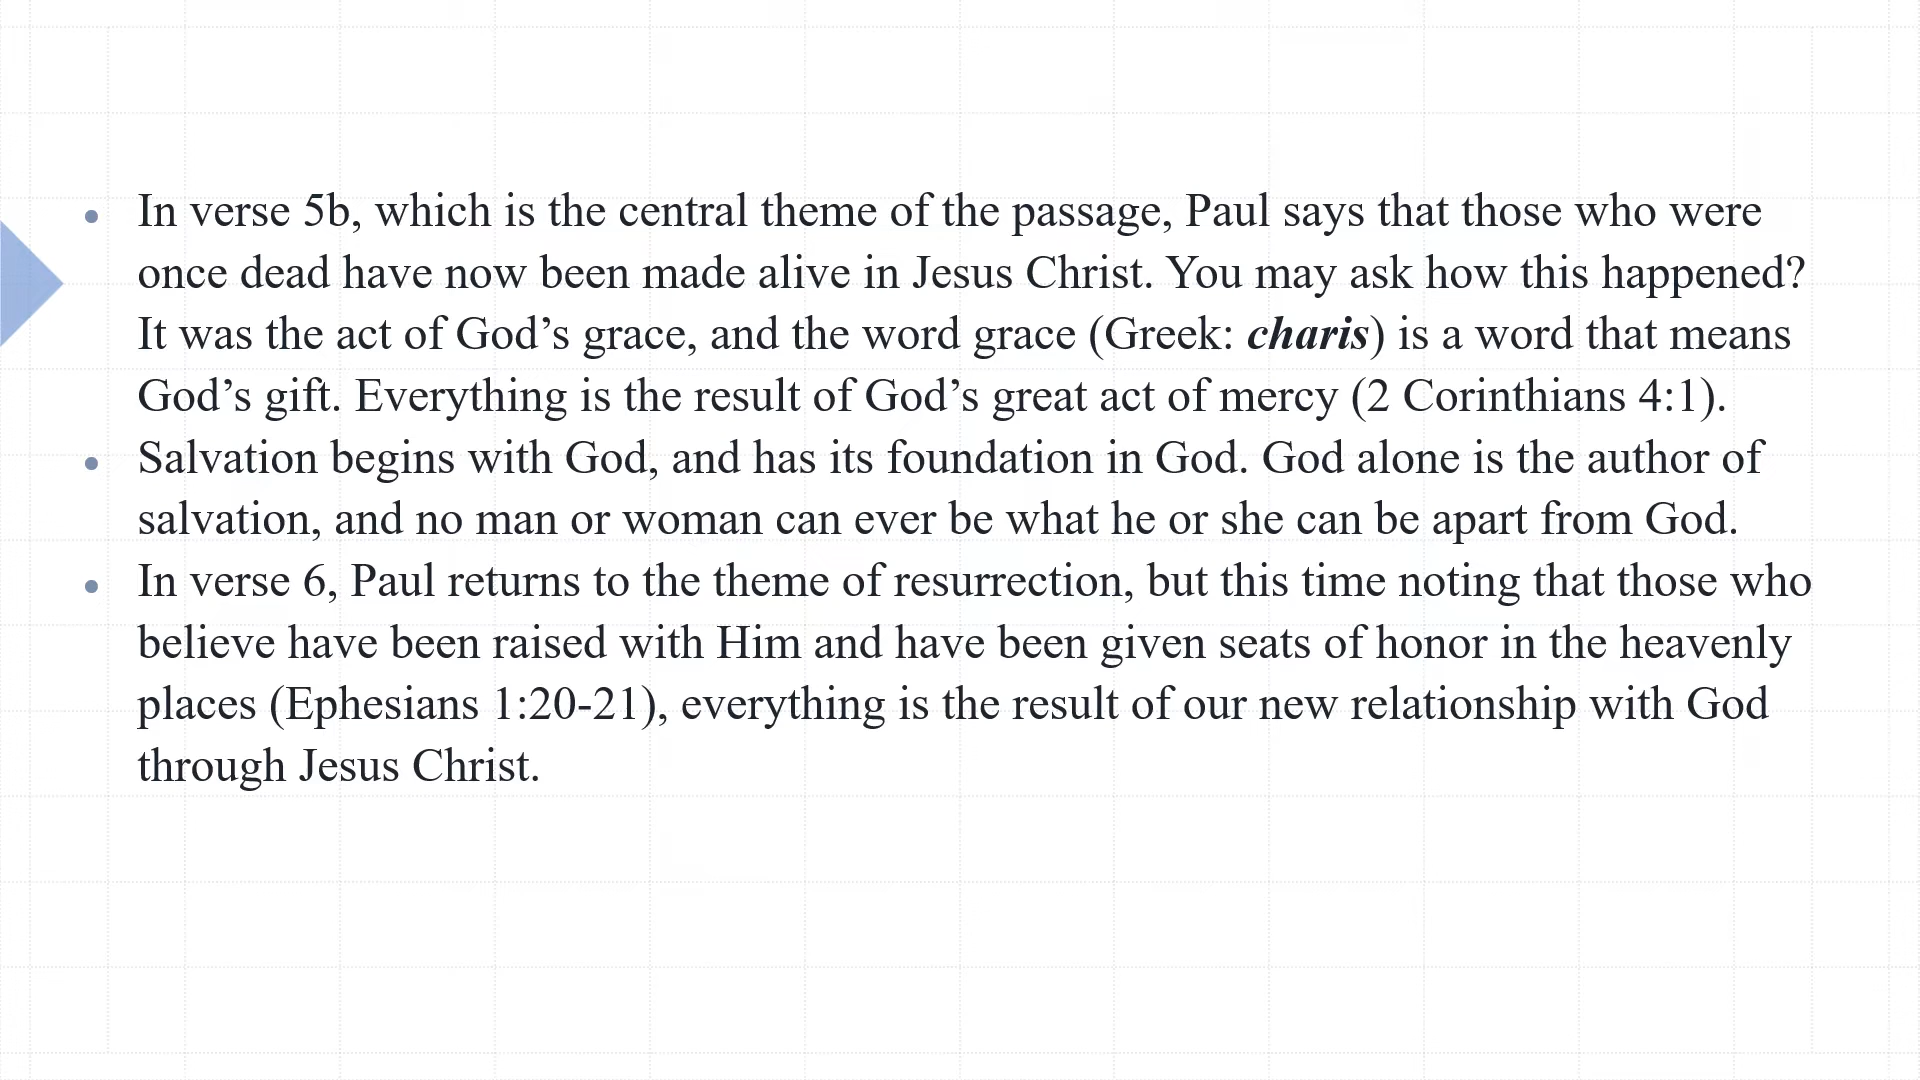 • In verse 5b, which is the central theme of the passage, Paul says that those who were
once dead have now been made alive in Jesus Christ. You may ask how this happened?
It was the act of God’s grace, and the word grace (Greek: charis) is a word that means
God’s gift. Everything is the result of God’s great act of mercy (2 Corinthians 4:1).
• Salvation begins with God, and has its foundation in God. God alone is the author of
salvation, and no man or woman can ever be what he or she can be apart from God.
• In verse 6, Paul returns to the theme of resurrection, but this time noting that those who
believe have been raised with Him and have been given seats of honor in the heavenly
places (Ephesians 1:20-21), everything is the result of our new relationship with God
through Jesus Christ.